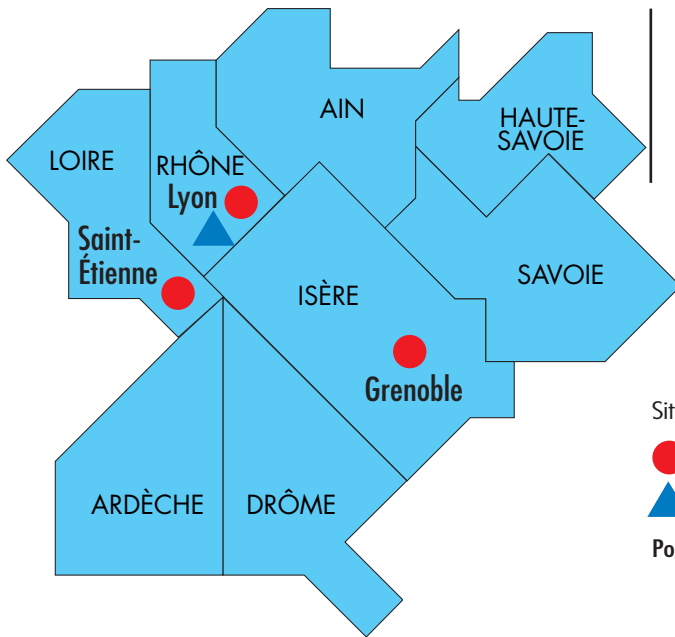 AIN
HAUTE-
SAVOIE
LOIRE
RHÔNE
Lyon
Saint-
Étienne
ISÈRE
SAVOIE
Grenoble
ARDÈCHE
DRÔME